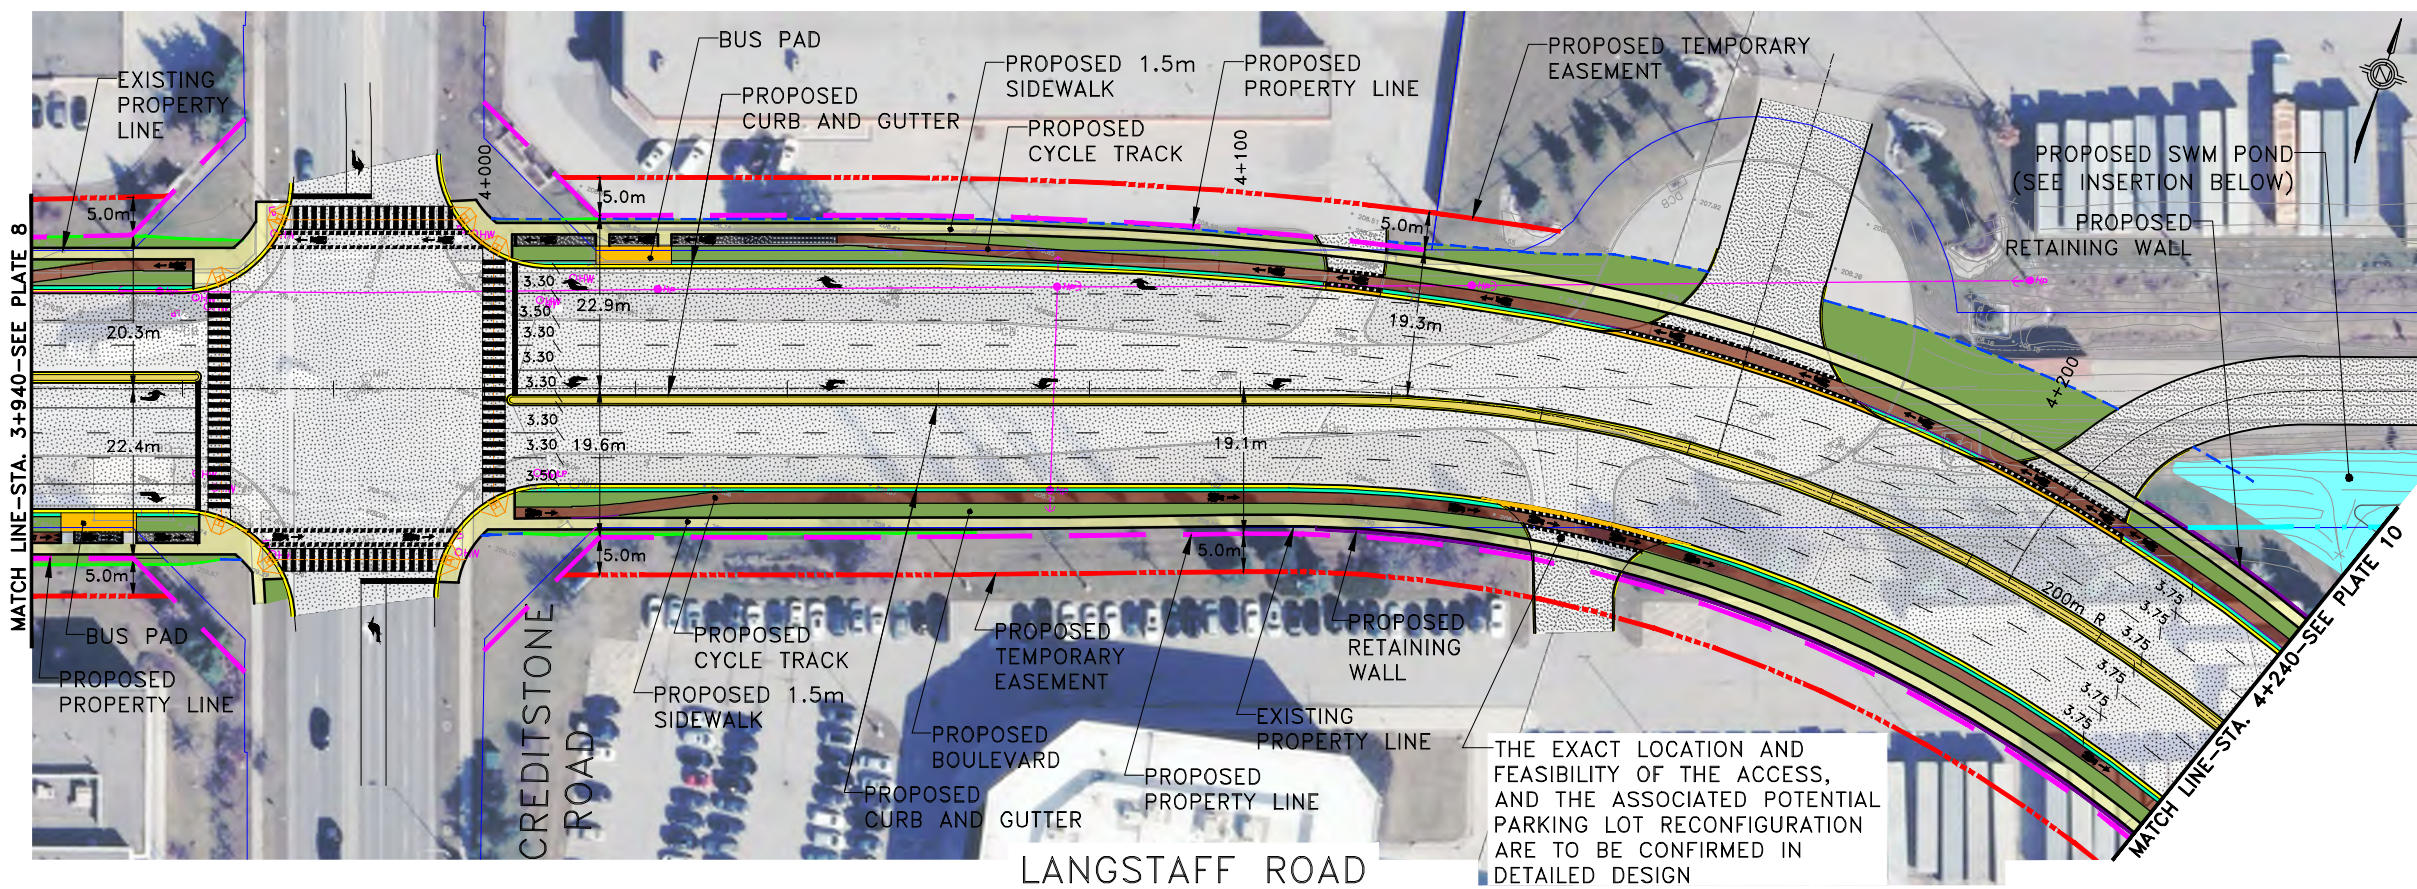 BUS PAD
EXISTING
PROPERTY
LINE
PROPOSED
CURB AND GUTTER
PROPOSED 1.5m
SIDEWALK
PROPOSED
CYCLE TRACK
PROPOSED
PROPERTY LINE
PROPOSED TEMPORARY
EASEMENT
PROPOSED SWM POND
(SEE INSERTION BELOW)
PROPOSED
RETAINING WALL
4+000
4+100
4+200
5.0m
5.0m
5.0m
MATCH LINE-STA. 3+940-SEE PLATE 8
20.3m
22.4m
22.9m
19.6m
19.3m
19.1m
3.30
3.50
3.30
3.30
3.30
3.30
3.30
3.50
5.0m
5.0m
5.0m
200m R
3.75
3.75
3.75
3.75
3.75
3.75
BUS PAD
PROPOSED
PROPERTY LINE
CREDITSTONE
ROAD
PROPOSED
CYCLE TRACK
PROPOSED 1.5m
SIDEWALK
PROPOSED
TEMPORARY
EASEMENT
PROPOSED
BOULEVARD
PROPOSED
CURB AND GUTTER
PROPOSED
RETAINING
WALL
EXISTING
PROPERTY LINE
PROPOSED
PROPERTY LINE
THE EXACT LOCATION AND
FEASIBILITY OF THE ACCESS,
AND THE ASSOCIATED POTENTIAL
PARKING LOT RECONFIGURATION
ARE TO BE CONFIRMED IN
DETAILED DESIGN
MATCH LINE-STA. 4+240-SEE PLATE 10
LANGSTAFF ROAD
N